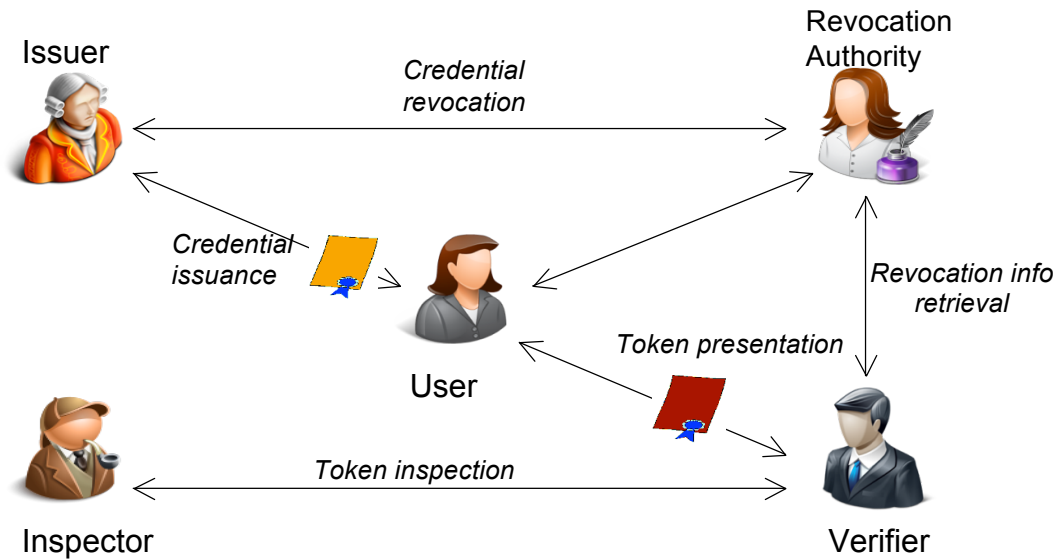 Issuer
Revocation
Authority
Credential
revocation
Credential
issuance
Revocation info
retrieval
Token presentation
User
Token inspection
Inspector
Verifier